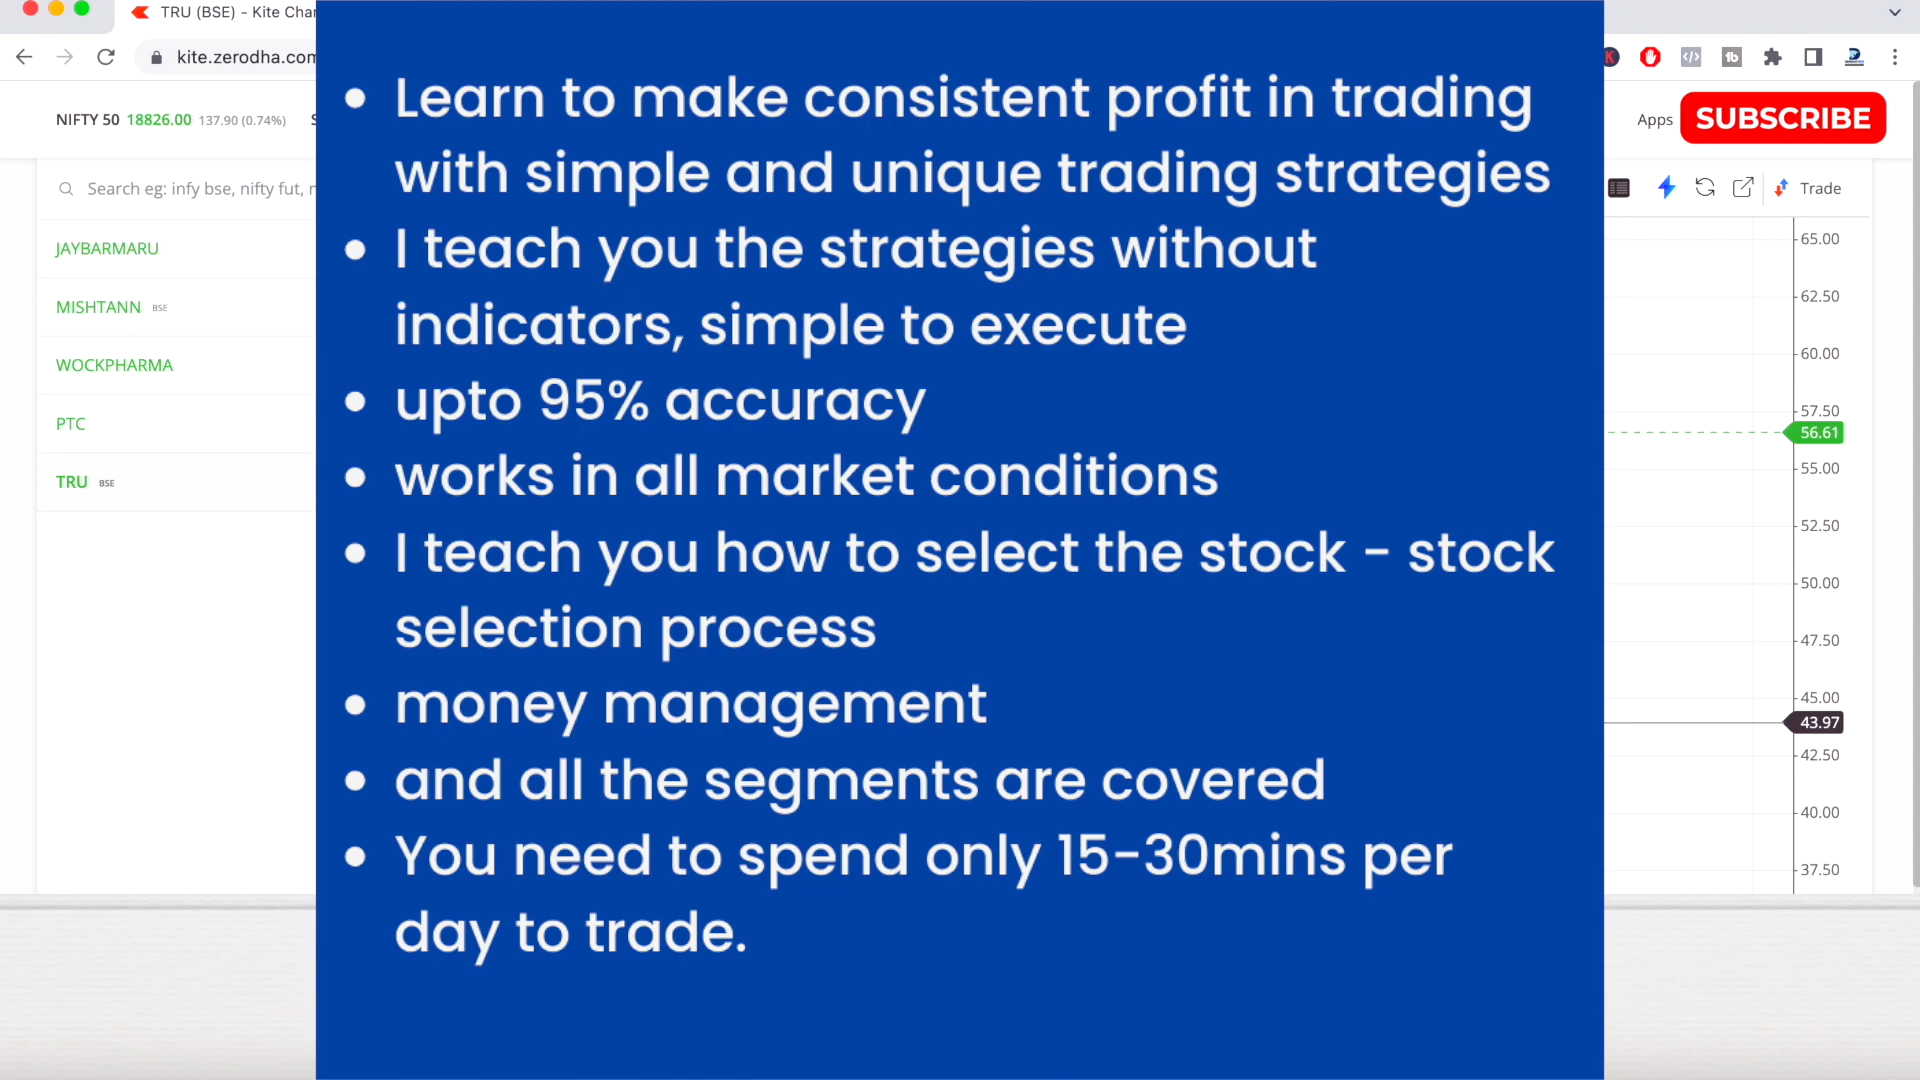 TRU (BSE) - Kite Cha
kite.zerodha.com
NIFTY 50 18826.00 137.90 (0.74%)
Apps SUBSCRIBE
Search eg: infy bse, nifty fut,
Trade
JAYBARMARU
MISHTANN BSE
WOCKPHARMA
PTC
TRU BSE
• Learn to make consistent profit in trading
with simple and unique trading strategies
• I teach you the strategies without
indicators, simple to execute
• upto 95% accuracy
• works in all market conditions
• I teach you how to select the stock - stock
selection process
• money management
• and all the segments are covered
• You need to spend only 15-30mins per
day to trade.
65.00
62.50
60.00
57.50
56.61
55.00
52.50
50.00
47.50
45.00
43.97
42.50
40.00
37.50